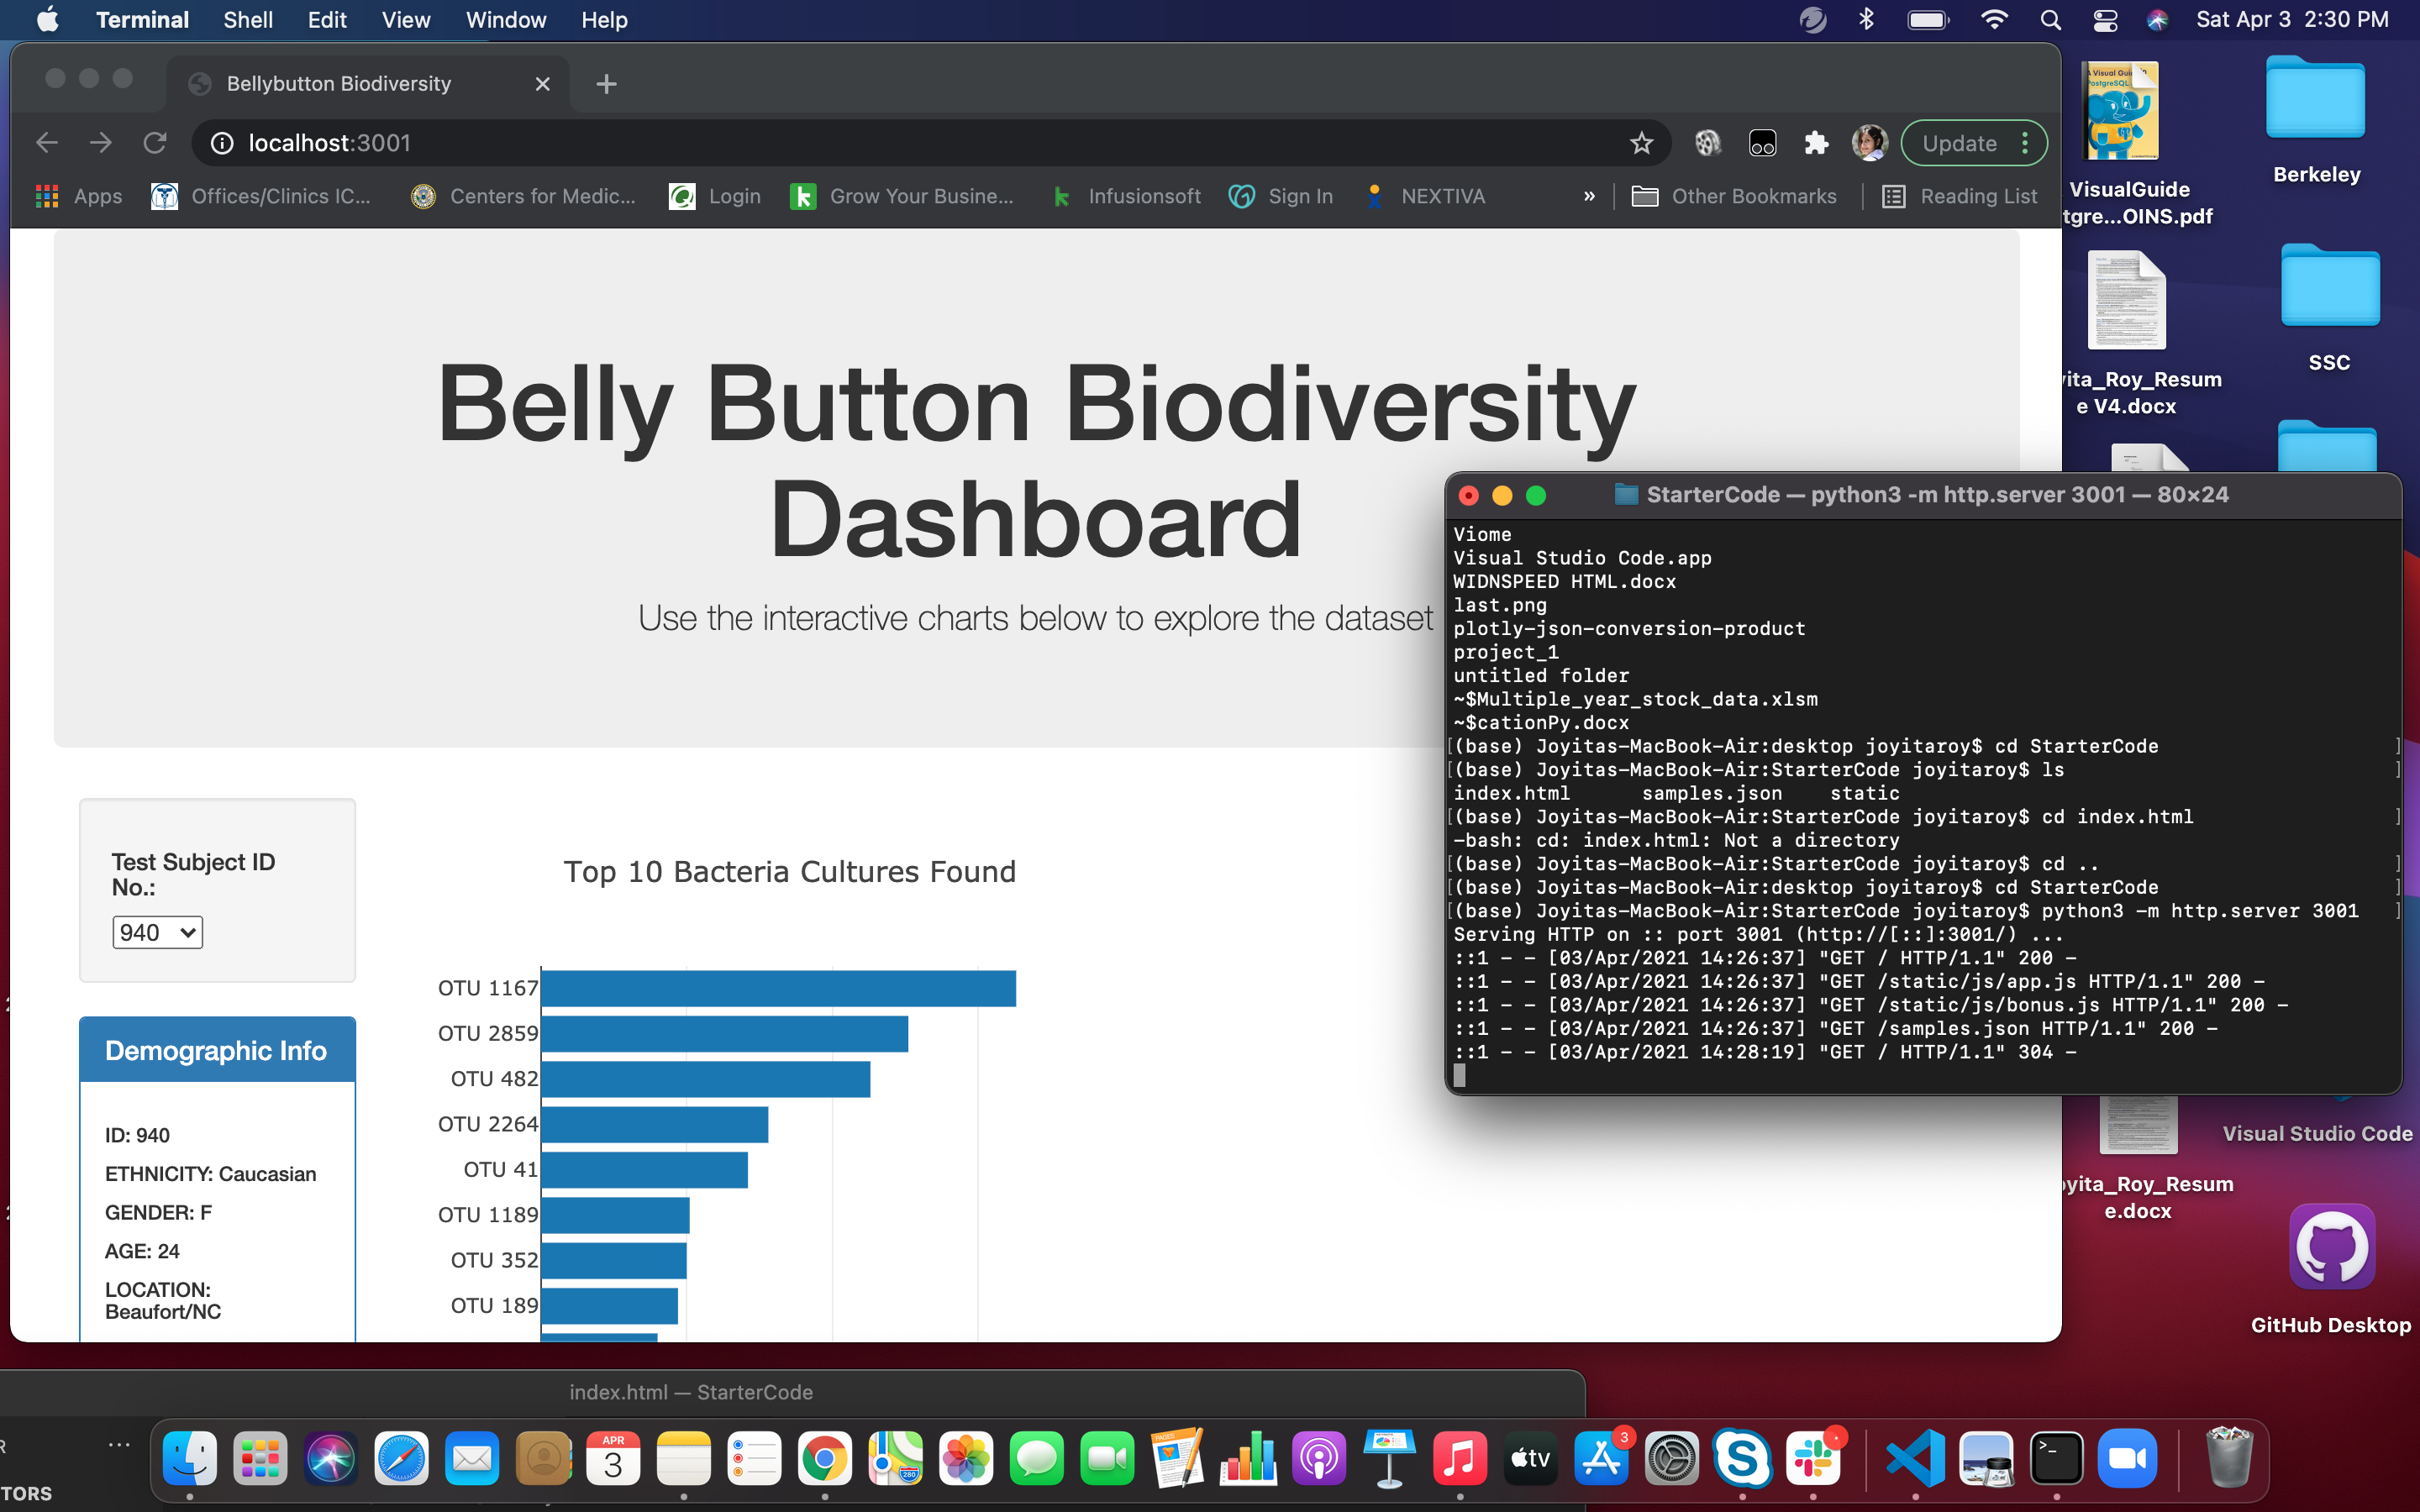 Terminal Shell Edit View Window Help
Sat Apr 3 2:30 PM
Bellybutton Biodiversity
localhost:3001
Update
Apps Offices/Clinics IC... Centers for Medic... Login Grow Your Busine... Infusionsoft Sign In NEXTIVA » Other Bookmarks Reading List
Belly Button Biodiversity
Dashboard
Use the interactive charts below to explore the dataset
Test Subject ID
No.:
940
Demographic Info
ID: 940
ETHNICITY: Caucasian
GENDER: F
AGE: 24
LOCATION:
Beaufort/NC
Top 10 Bacteria Cultures Found
OTU 1167
OTU 2859
OTU 482
OTU 2264
OTU 41
OTU 1189
OTU 352
OTU 189
StarterCode — python3 -m http.server 3001 — 80×24
Viome
Visual Studio Code.app
WIDNSPEED HTML.docx
last.png
plotly-json-conversion-product
project_1
untitled folder
~$Multiple_year_stock_data.xlsm
~$cationPy.docx
[(base) Joyitas-MacBook-Air:desktop joyitaroy$ cd StarterCode ]
[(base) Joyitas-MacBook-Air:StarterCode joyitaroy$ ls ]
index.html samples.json static
[(base) Joyitas-MacBook-Air:StarterCode joyitaroy$ cd index.html ]
-bash: cd: index.html: Not a directory
[(base) Joyitas-MacBook-Air:StarterCode joyitaroy$ cd .. ]
[(base) Joyitas-MacBook-Air:desktop joyitaroy$ cd StarterCode ]
[(base) Joyitas-MacBook-Air:StarterCode joyitaroy$ python3 -m http.server 3001 ]
Serving HTTP on :: port 3001 (http://[::]:3001/) ...
::1 - - [03/Apr/2021 14:26:37] "GET / HTTP/1.1" 200 -
::1 - - [03/Apr/2021 14:26:37] "GET /static/js/app.js HTTP/1.1" 200 -
::1 - - [03/Apr/2021 14:26:37] "GET /static/js/bonus.js HTTP/1.1" 200 -
::1 - - [03/Apr/2021 14:26:37] "GET /samples.json HTTP/1.1" 200 -
::1 - - [03/Apr/2021 14:28:19] "GET / HTTP/1.1" 304 -
VisualGuide
tgre...OINS.pdf
Berkeley
vita_Roy_Resum
e V4.docx
SSC
Visual Studio Code
oyita_Roy_Resum
e.docx
GitHub Desktop
index.html — StarterCode
TORS
APR
3
PAGES
280
tv
3